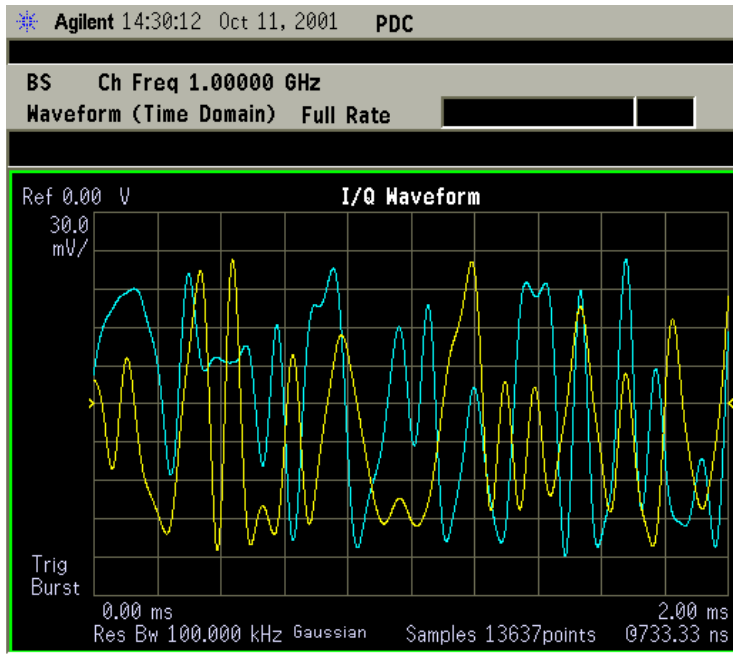 Agilent 14:30:12 Oct 11, 2001 PDC
BS Ch Freq 1.00000 GHz
Waveform (Time Domain) Full Rate
Ref 0.00 V I/Q Waveform
30.0
mV/
Trig
Burst
0.00 ms 2.00 ms
Res Bw 100.000 kHz Gaussian Samples 13637points @733.33 ns